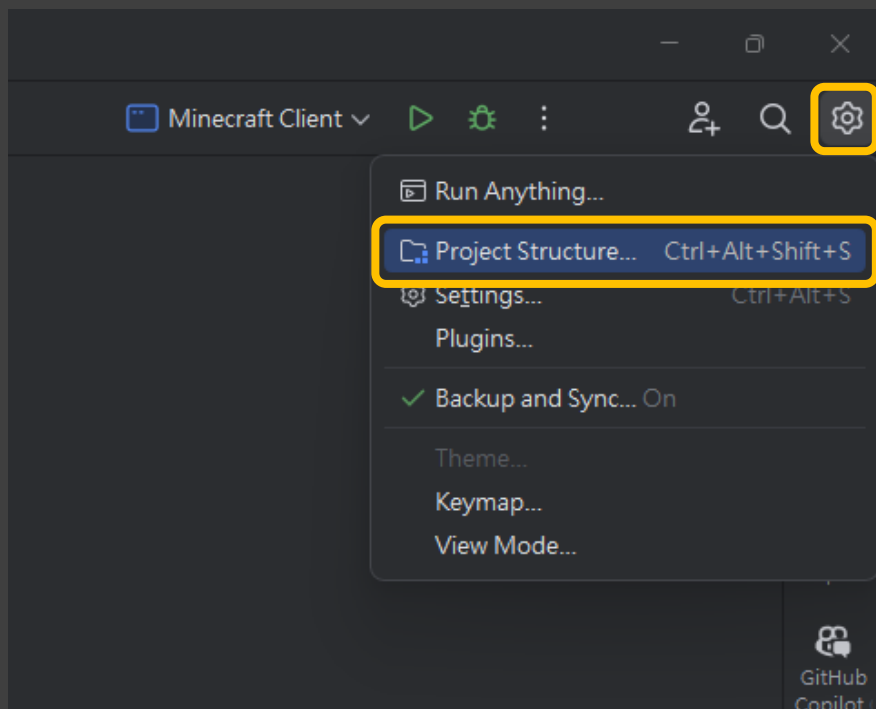 Minecraft Client
Run Anything...
Project Structure... Ctrl+Alt+Shift+S
Settings... Ctrl+Alt+S
Plugins...
Backup and Sync... On
Theme...
Keymap...
View Mode...
GitHub
Copilot